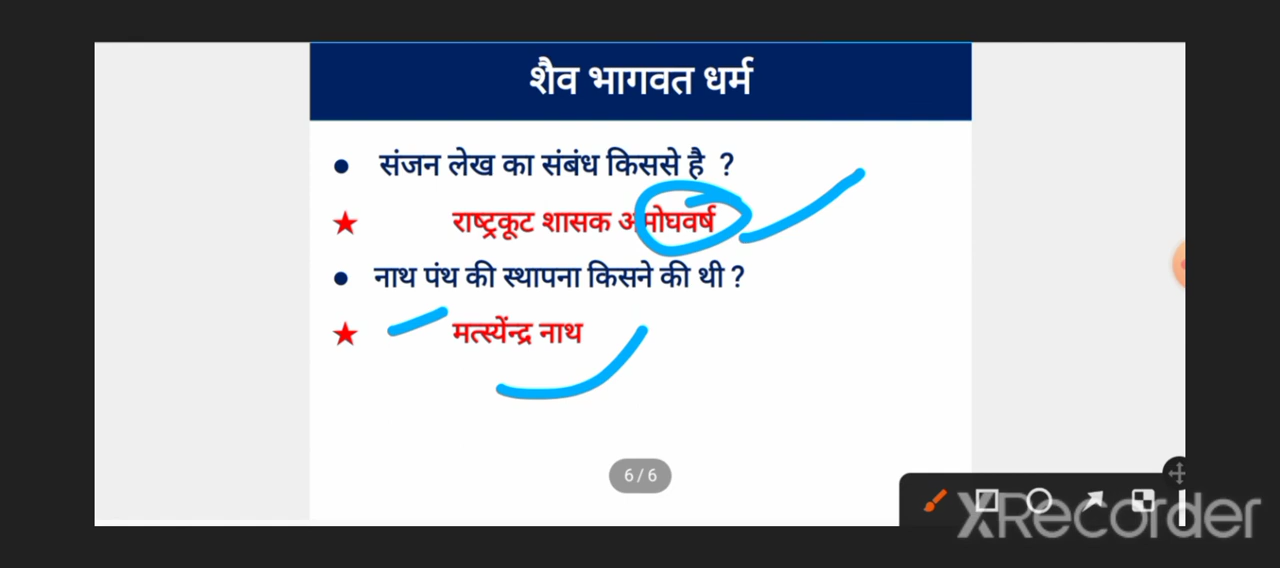 शैव भागवत धर्म
● संजन लेख का संबंध किससे है ?
★ राष्ट्रकूट शासक अमोघवर्ष
● नाथ पंथ की स्थापना किसने की थी ?
★ मत्स्येंन्द्र नाथ
6 / 6
XRecorder